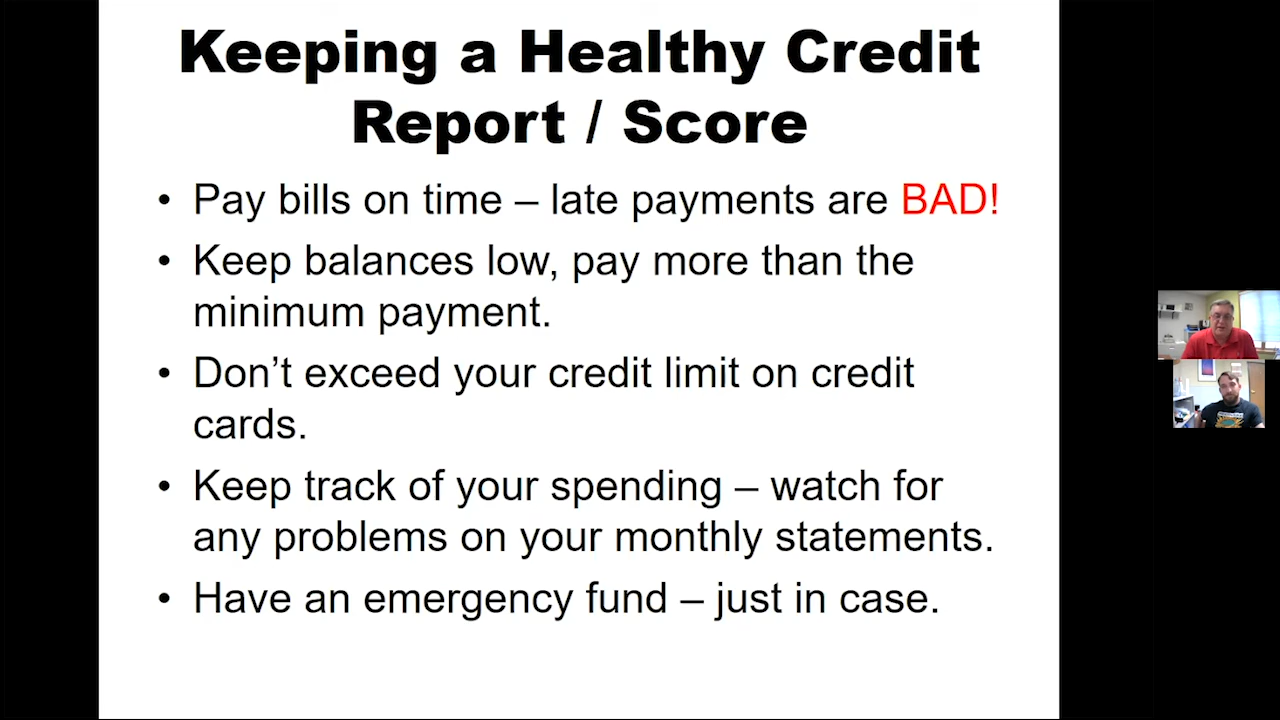 Keeping a Healthy Credit
Report / Score
• Pay bills on time – late payments are BAD!
• Keep balances low, pay more than the
minimum payment.
• Don’t exceed your credit limit on credit
cards.
• Keep track of your spending – watch for
any problems on your monthly statements.
• Have an emergency fund – just in case.